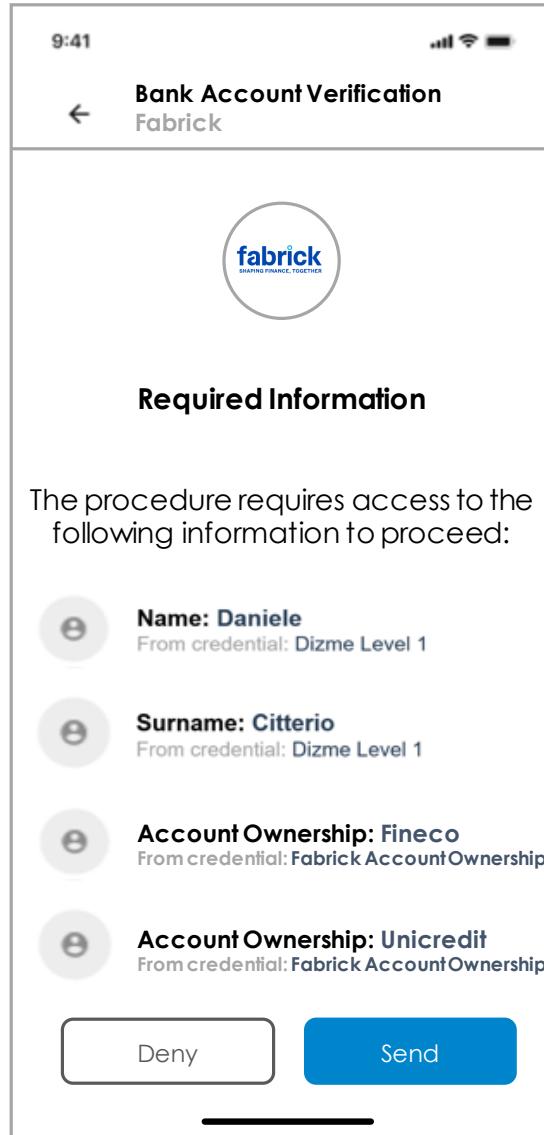 9:41
Bank Account Verification
Fabrick
fabrick
SHAPING FINANCE, TOGETHER
Required Information
The procedure requires access to the
following information to proceed:
Name: Daniele
From credential: Dizme Level 1
Surname: Citterio
From credential: Dizme Level 1
Account Ownership: Fineco
From credential: Fabrick Account Ownership
Account Ownership: Unicredit
From credential: Fabrick Account Ownership
Deny
Send